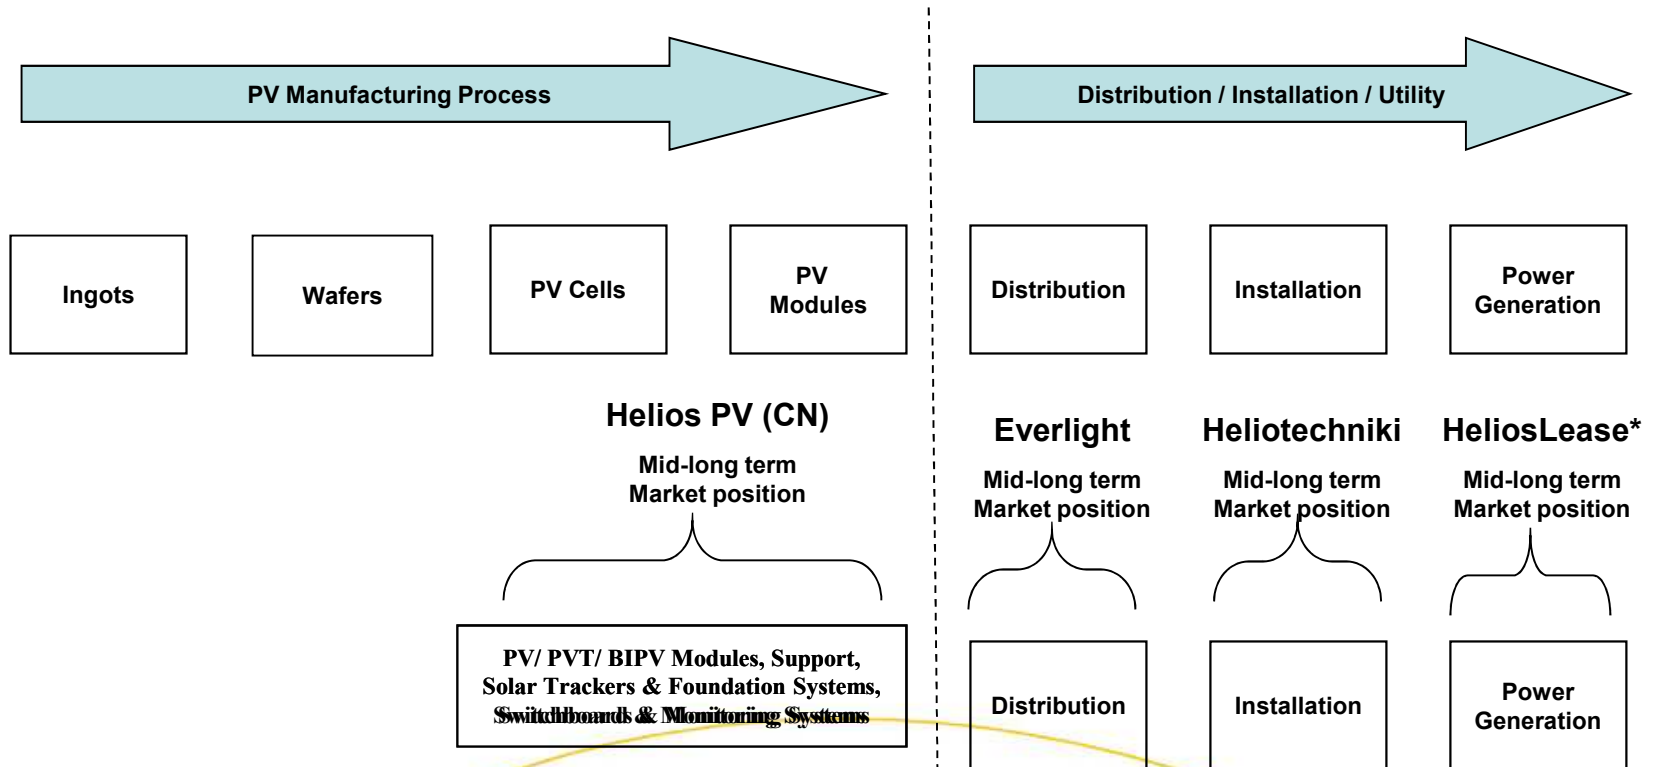 PV Manufacturing Process
Distribution / Installation / Utility
Ingots
Wafers
PV Cells
PV
Modules
Distribution
Installation
Power
Generation
Helios PV (CN)
Mid-long term
Market position
Everlight
Mid-long term
Market position
Heliotechniki
Mid-long term
Market position
HeliosLease*
Mid-long term
Market position
PV/ PVT/ BIPV Modules, Support,
Solar Trackers & Foundation Systems,
Switchboards & Monitoring Systems
Distribution
Installation
Power
Generation